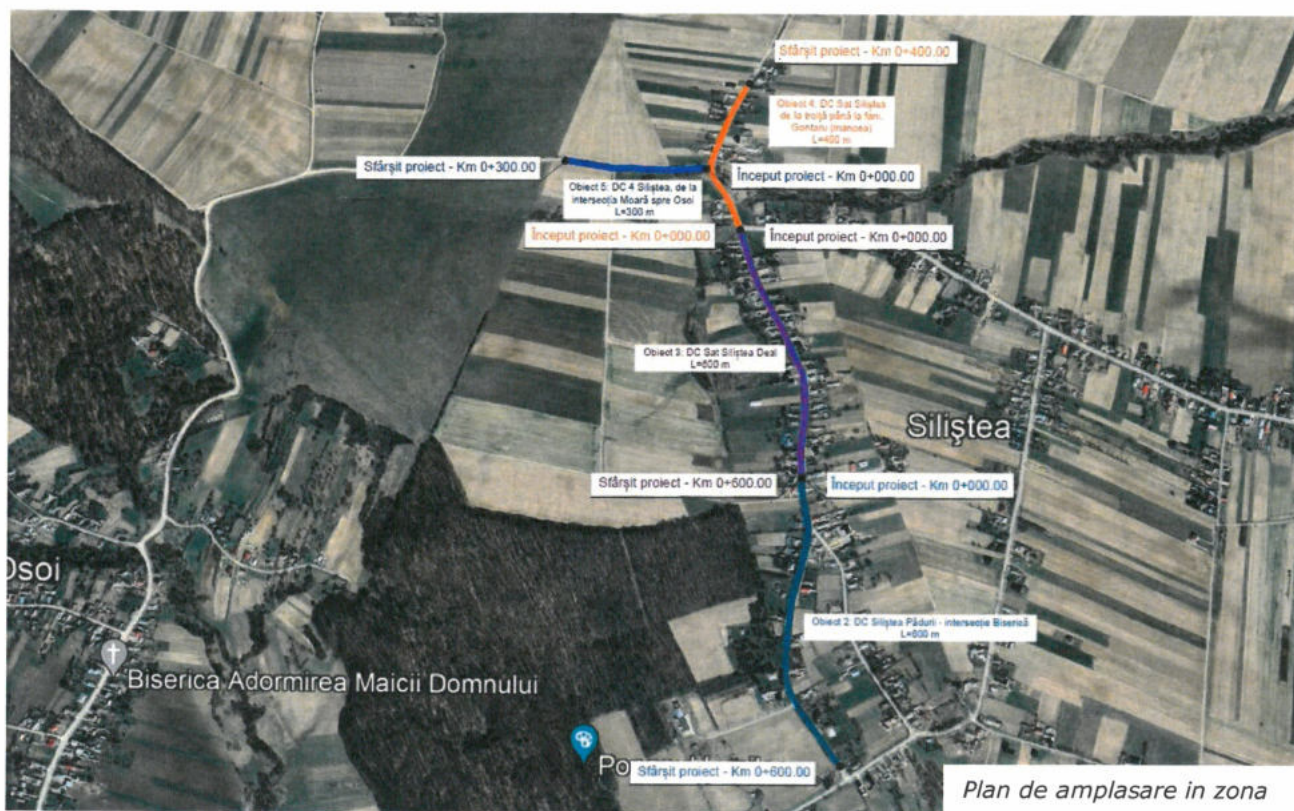 Sfârșit proiect - Km 0+400.00
Obiect 4: DC Sat Siliștea
de la troiță până la fam.
Gontaru (mancea)
L=400 m
Sfârșit proiect - Km 0+300.00
Început proiect - Km 0+000.00
Obiect 5: DC 4 Siliștea, de la
intersecția Moară spre Osoi
L=300 m
Început proiect - Km 0+000.00
Început proiect - Km 0+000.00
Obiect 3: DC Sat Siliștea Deal
L=600 m
Siliştea
Sfârșit proiect - Km 0+600.00
Început proiect - Km 0+000.00
Osoi
Obiect 2: DC Siliștea Pădurii - intersecție Biserică
L=600 m
Biserica Adormirea Maicii Domnului
Po
Sfârșit proiect - Km 0+600.00
Plan de amplasare in zona